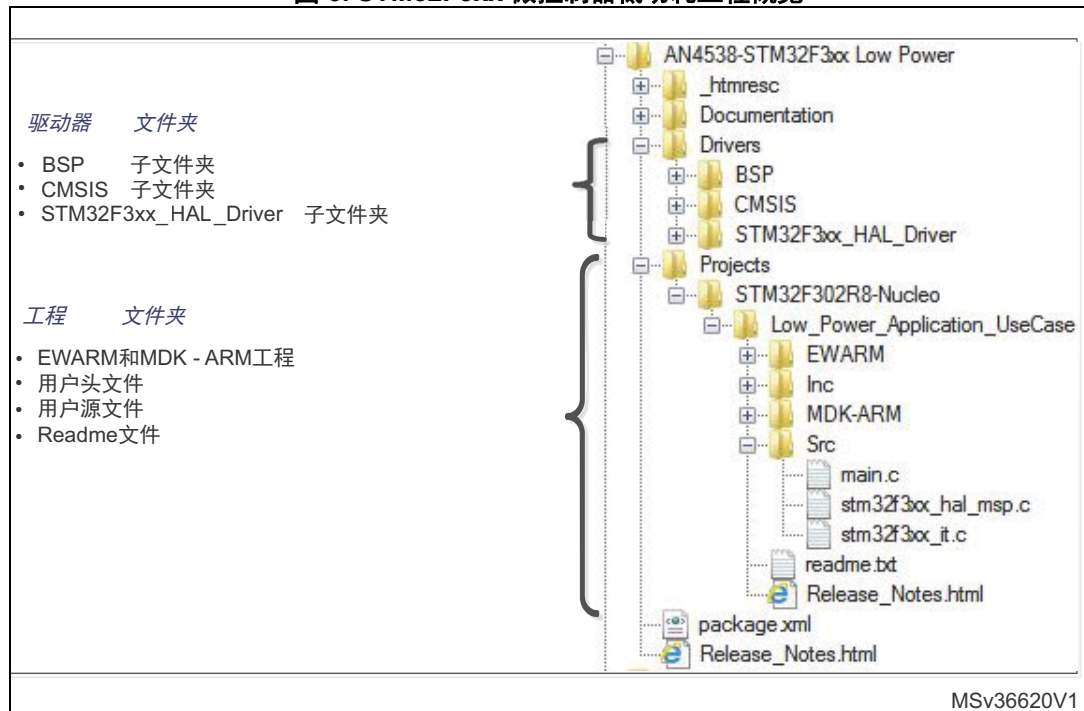 驱动器 文件夹
• BSP 子文件夹
• CMSIS 子文件夹
• STM32F3xx_HAL_Driver 子文件夹
工程 文件夹
• EWARM和MDK - ARM工程
• 用户头文件
• 用户源文件
• Readme文件
AN4538-STM32F3xx Low Power
_htmresc
Documentation
Drivers
BSP
CMSIS
STM32F3xx_HAL_Driver
Projects
STM32F302R8-Nucleo
Low_Power_Application_UseCase
EWARM
Inc
MDK-ARM
Src
main.c
stm32f3xx_hal_msp.c
stm32f3xx_it.c
readme.txt
Release_Notes.html
package.xml
Release_Notes.html
MSv36620V1